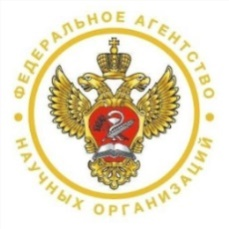 ФЕДЕРАЛЬНОЕ АГЕНТСТВО
НАУЧНЫХ ОРГАНИЗАЦИЙ